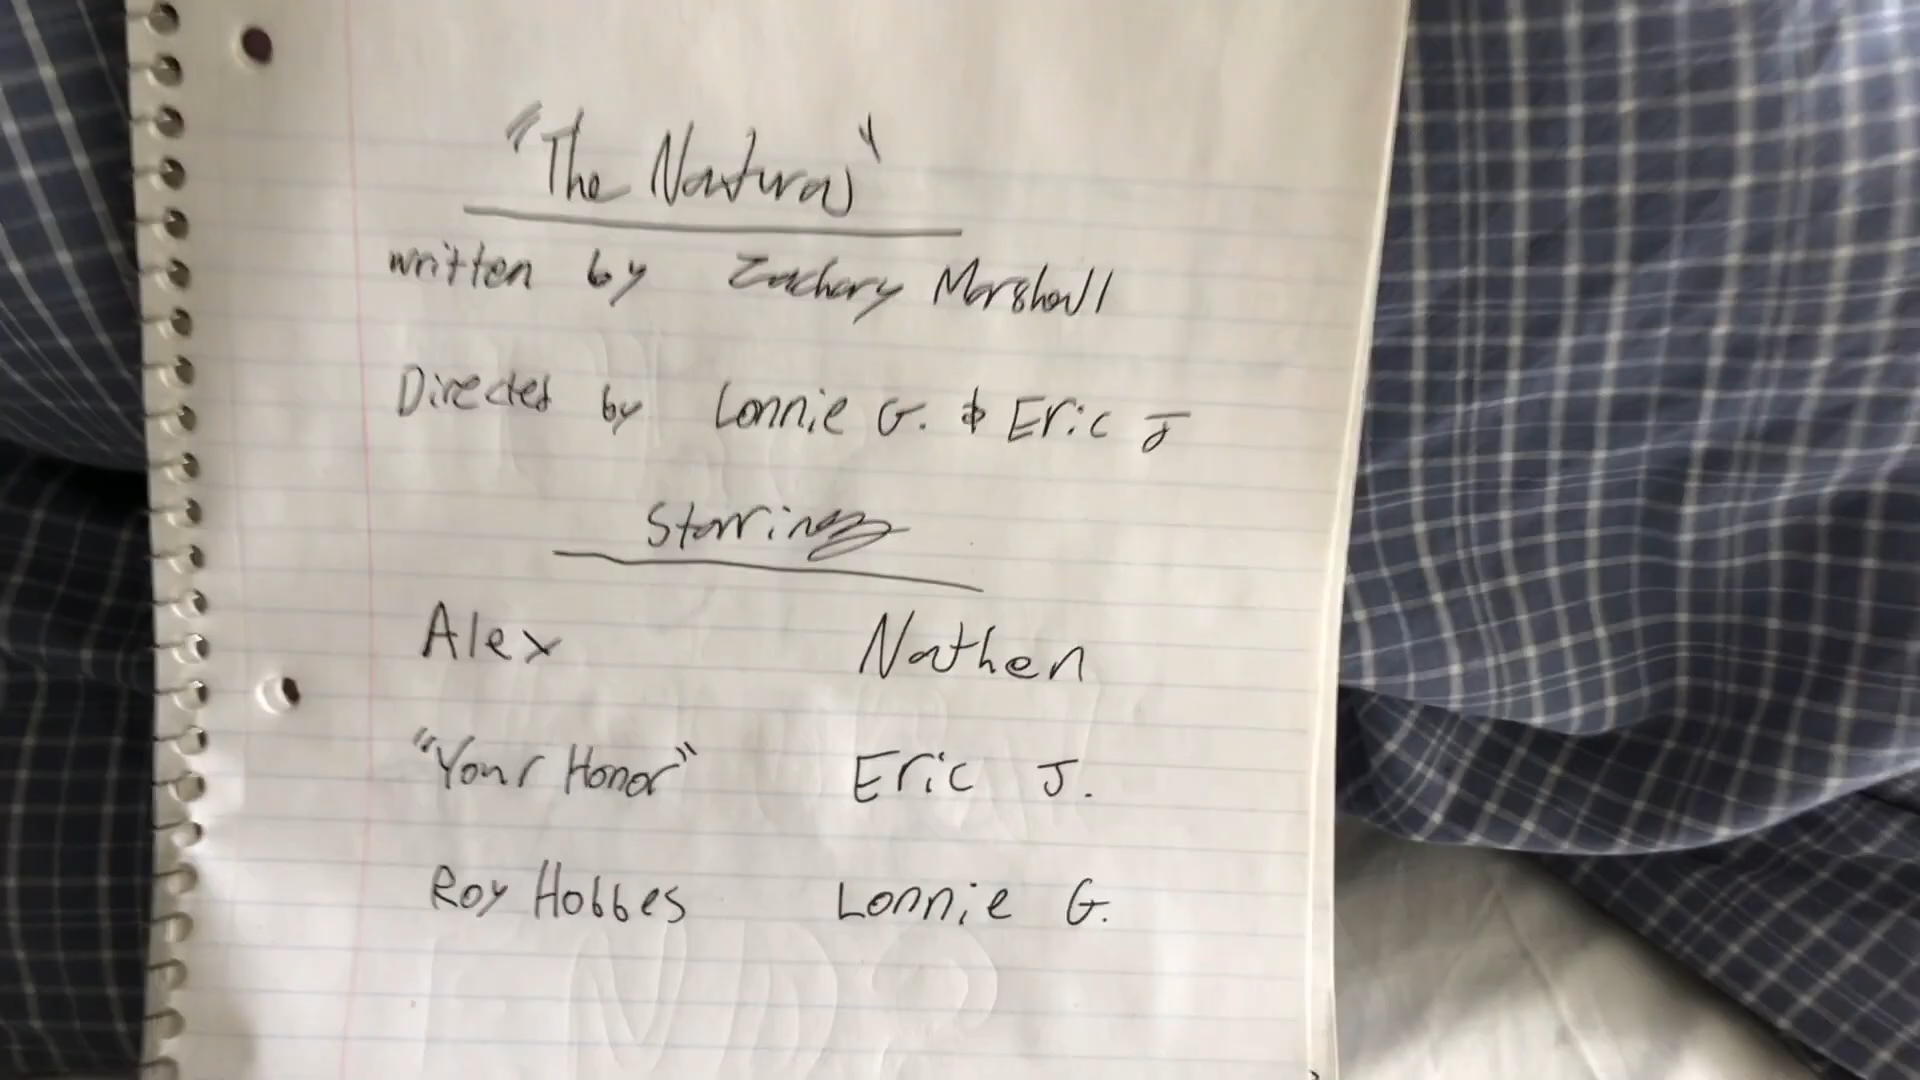 "The Natural"
written by Zachary Marshall
Directed by Lonnie G. & Eric J
Starring
Alex Nathen
"Your Honor" Eric J.
Roy Hobbes Lonnie G.